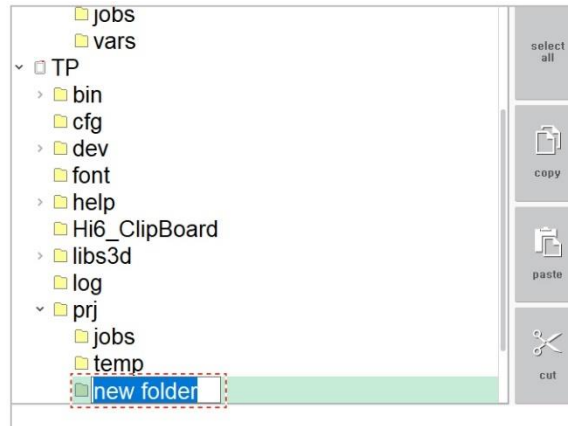 jobs
vars
TP
bin
cfg
dev
font
help
Hi6_ClipBoard
libs3d
log
prj
jobs
temp
new folder
select
all
copy
paste
cut